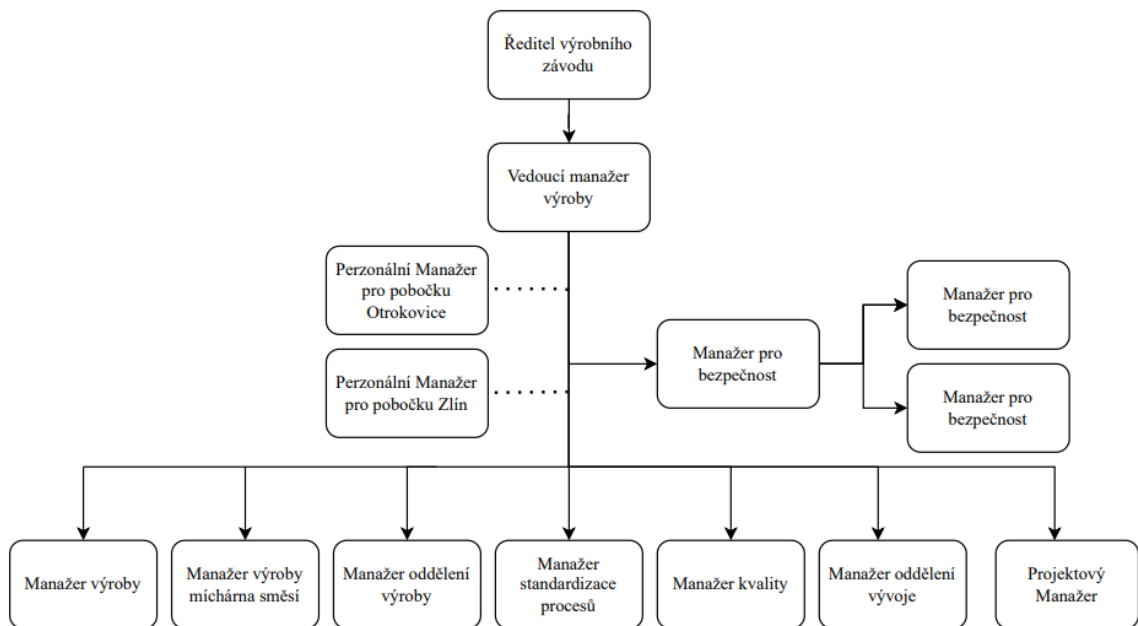 Ředitel výrobního
závodu
Vedoucí manažer
výroby
Perzonální Manažer
pro pobočku
Otrokovice
Perzonální Manažer
pro pobočku Zlín
Manažer pro
bezpečnost
Manažer pro
bezpečnost
Manažer pro
bezpečnost
Manažer výroby
Manažer výroby
míchárna směsí
Manažer oddělení
výroby
Manažer
standardizace
procesů
Manažer kvality
Manažer oddělení
vývoje
Projektový
Manažer